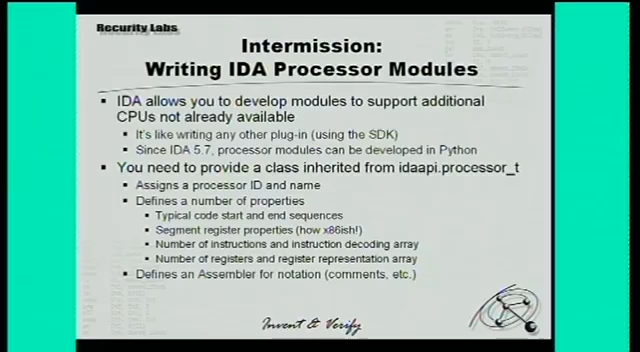 Recurity Labs
Intermission:
Writing IDA Processor Modules
IDA allows you to develop modules to support additional
CPUs not already available
It's like writing any other plug-in (using the SDK)
Since IDA 5.7, processor modules can be developed in Python
You need to provide a class inherited from idaapi.processor_t
Assigns a processor ID and name
Defines a number of properties
Typical code start and end sequences
Segment register properties (how x86ish!)
Number of instructions and instruction decoding array
Number of registers and register representation array
Defines an Assembler for notation (comments, etc.)
Invent & Verify